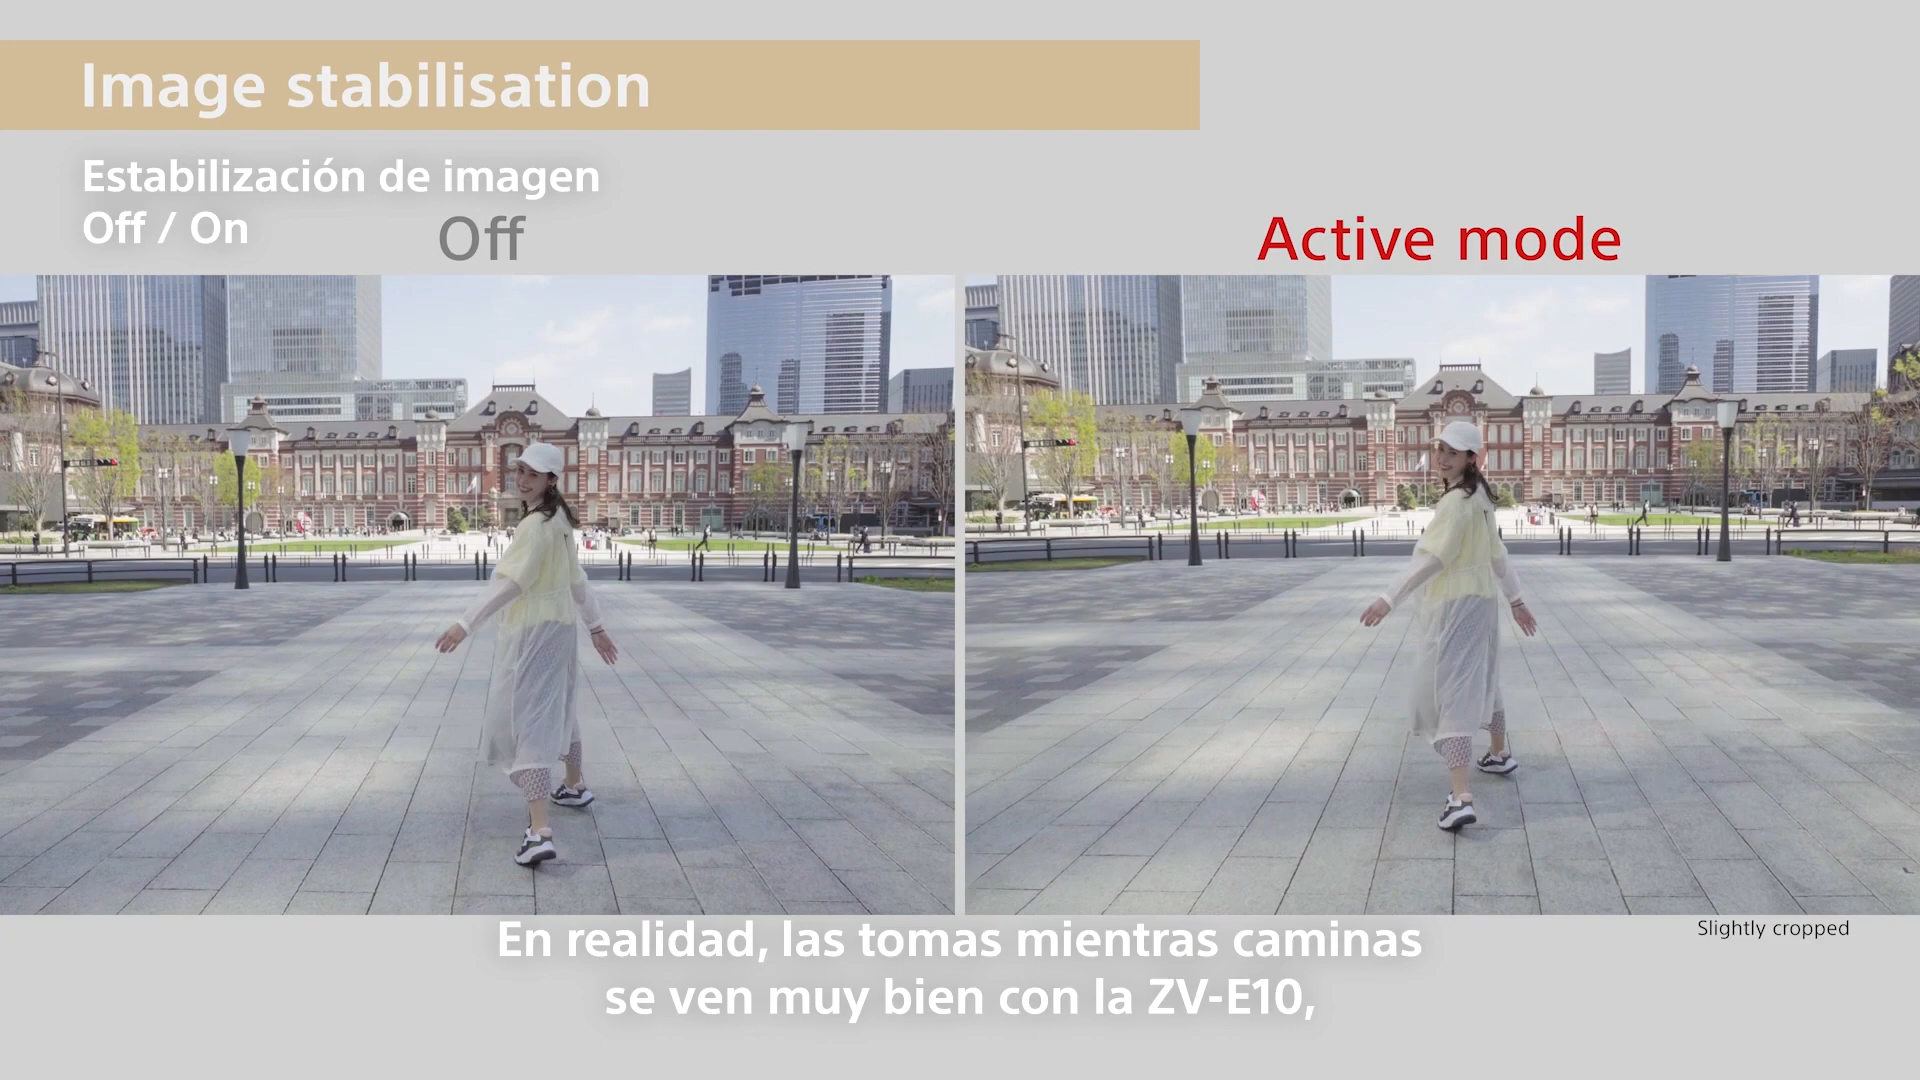 Image stabilisation
Estabilización de imagen
Off / On
Off
Active mode
Slightly cropped
En realidad, las tomas mientras caminas
se ven muy bien con la ZV-E10,